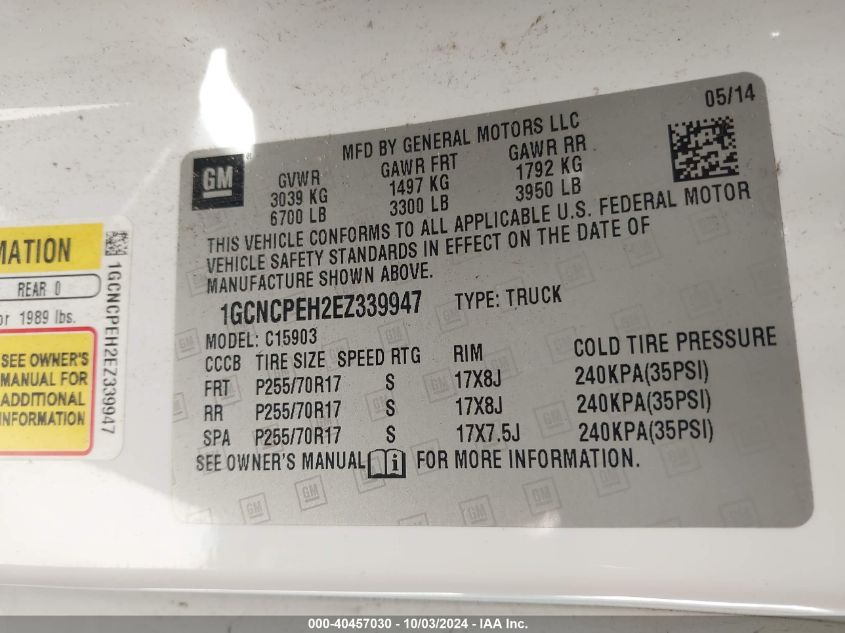 05/14
GM
®
MFD BY GENERAL MOTORS LLC
GVWR GAWR FRT GAWR RR
3039 KG 1497 KG 1792 KG
6700 LB 3300 LB 3950 LB
THIS VEHICLE CONFORMS TO ALL APPLICABLE U.S. FEDERAL MOTOR
VEHICLE SAFETY STANDARDS IN EFFECT ON THE DATE OF
MANUFACTURE SHOWN ABOVE.
1GCNCPEH2EZ339947 TYPE: TRUCK
MODEL: C15903
CCCB TIRE SIZE SPEED RTG RIM COLD TIRE PRESSURE
FRT P255/70R17 S 17X8J 240KPA(35PSI)
RR P255/70R17 S 17X8J 240KPA(35PSI)
SPA P255/70R17 S 17X7.5J 240KPA(35PSI)
SEE OWNER'S MANUAL FOR MORE INFORMATION.
MATION
REAR 0
or 1989 lbs.
SEE OWNER'S
MANUAL FOR
ADDITIONAL
INFORMATION
1GCNCPEH2EZ339947
000-40457030 - 10/03/2024 - IAA Inc.